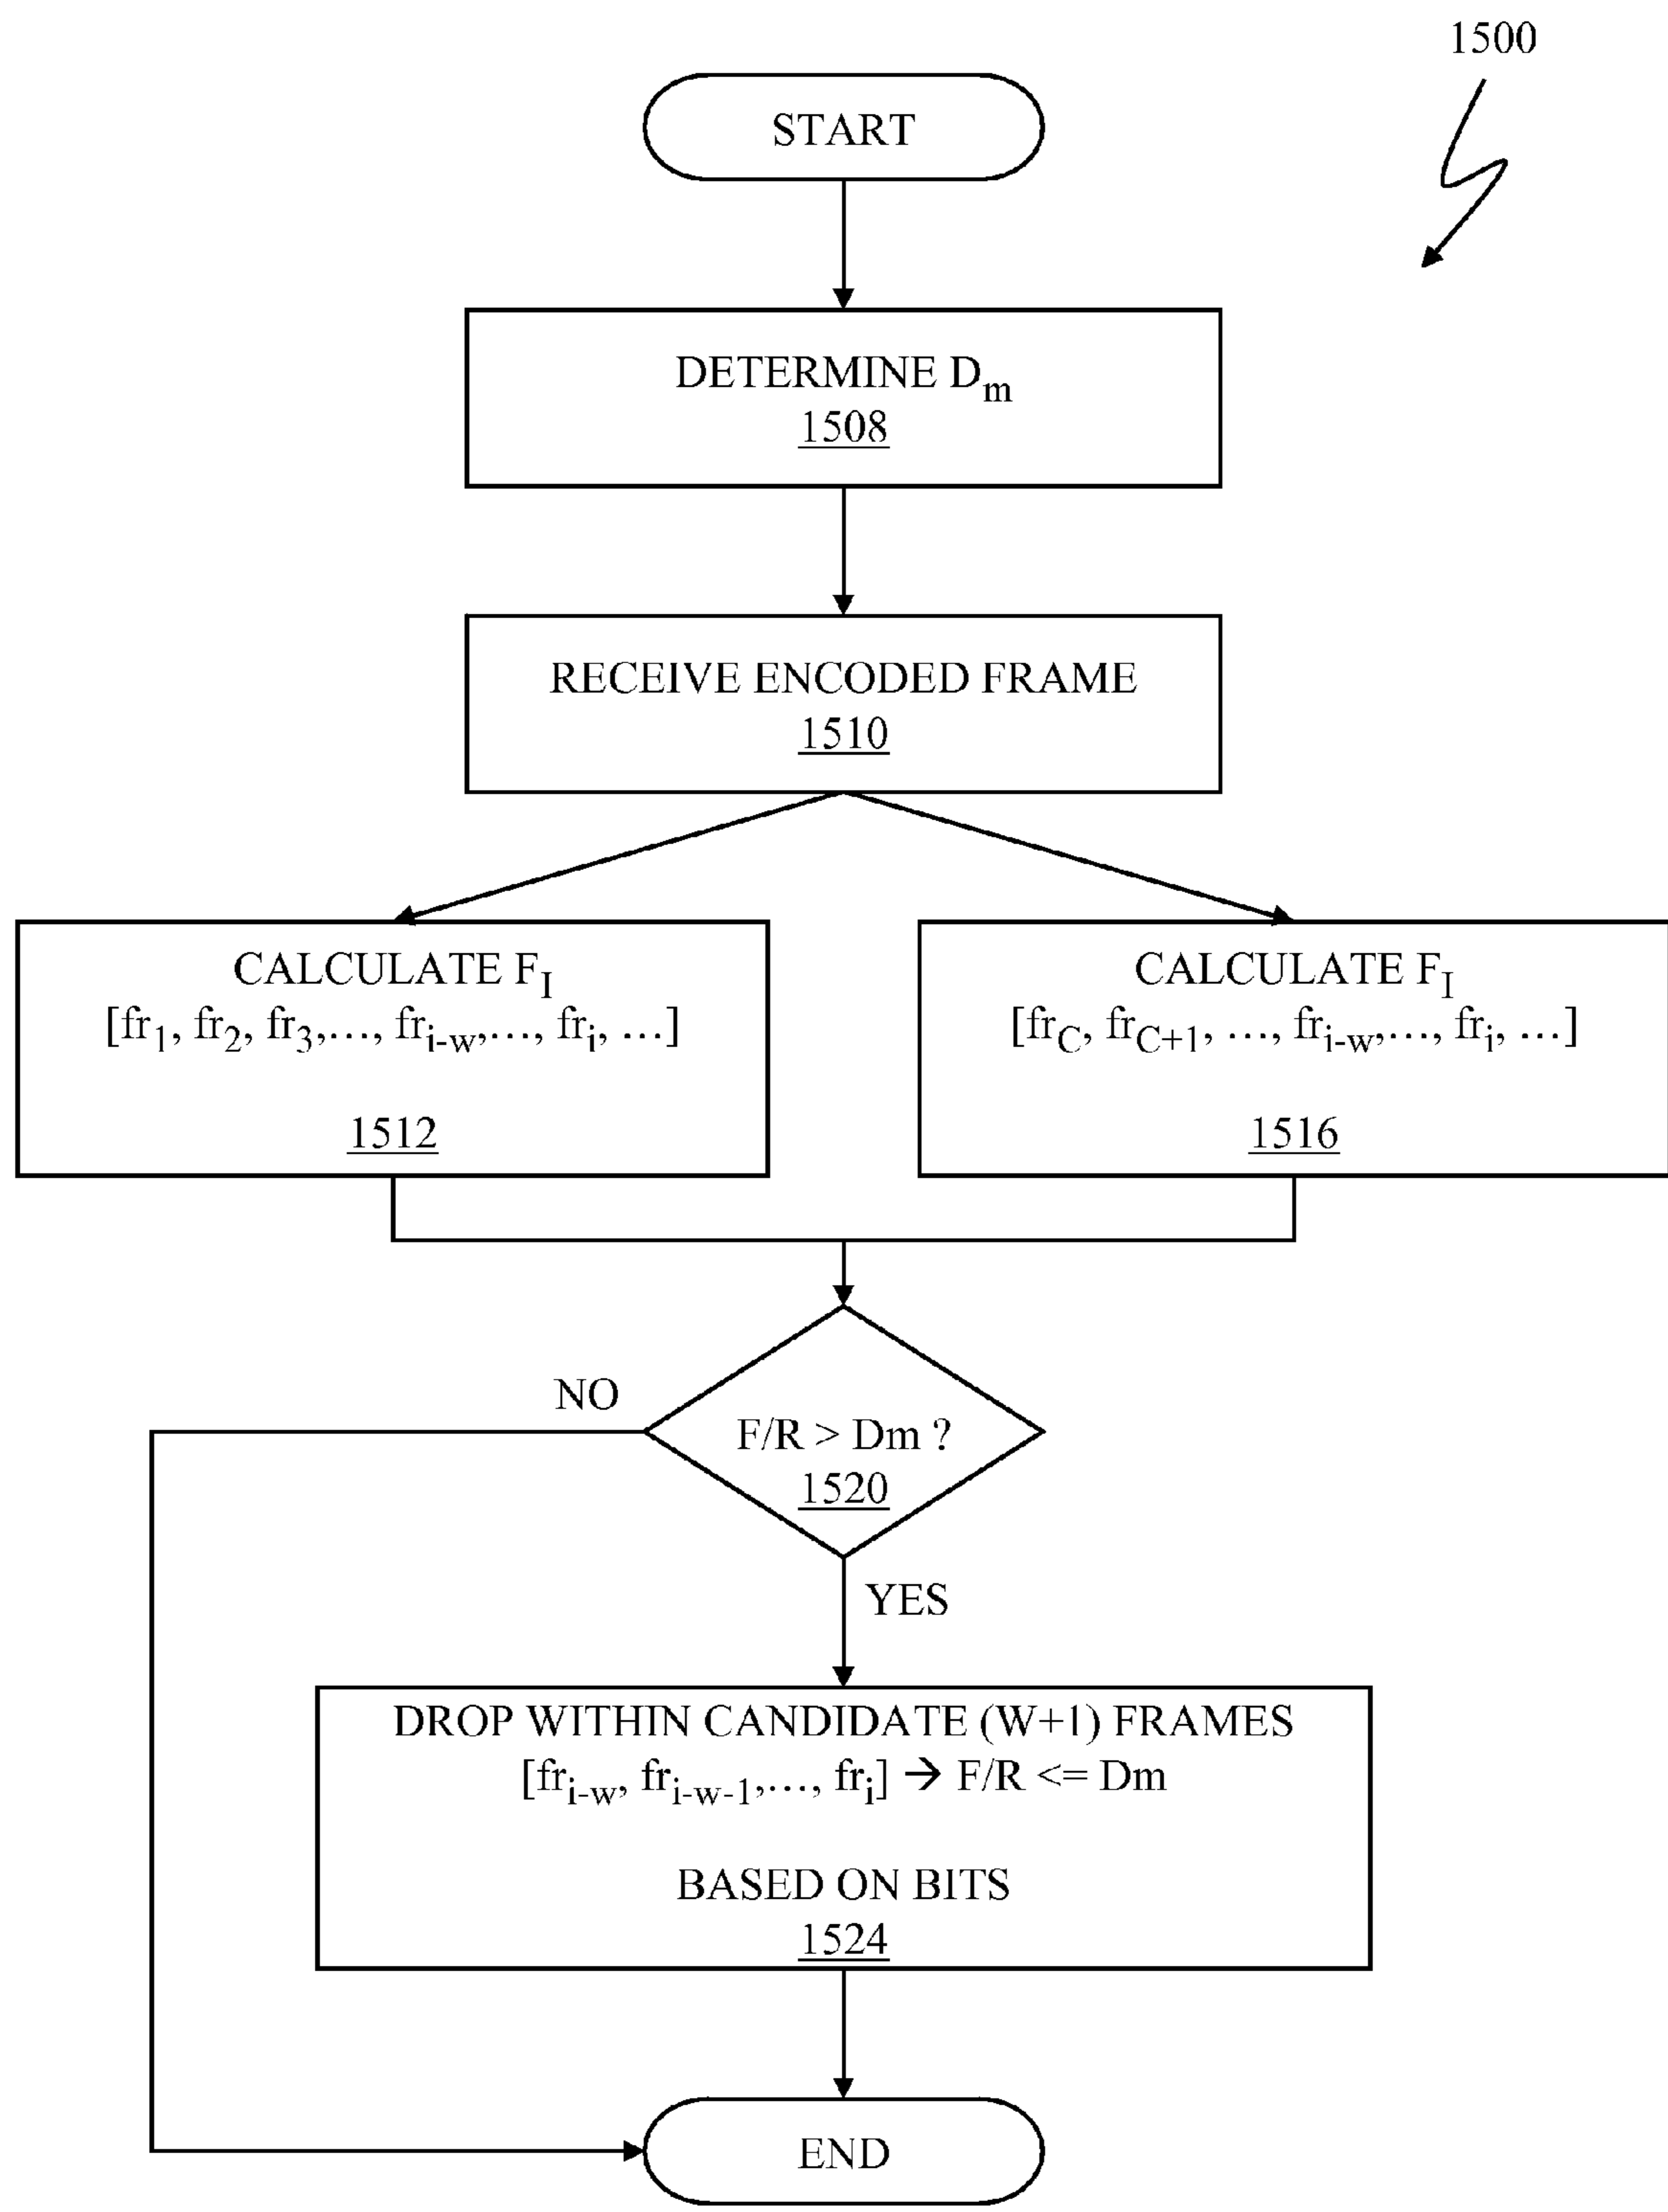 1500
START
DETERMINE Dm
1508
RECEIVE ENCODED FRAME
1510
CALCULATE FI
[fr1, fr2, fr3,..., fri-w,..., fri, ...]
1512
CALCULATE FI
[frC, frC+1, ..., fri-w,..., fri, ...]
1516
NO
F/R > Dm ?
1520
YES
DROP WITHIN CANDIDATE (W+1) FRAMES
[fri-w, fri-w-1,..., fri] → F/R <= Dm
BASED ON BITS
1524
END